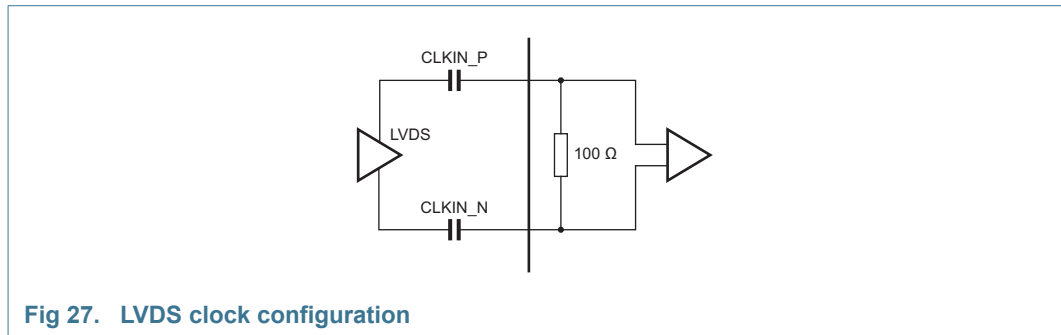 CLKIN_P
LVDS
100 Ω
CLKIN_N
Fig 27. LVDS clock configuration